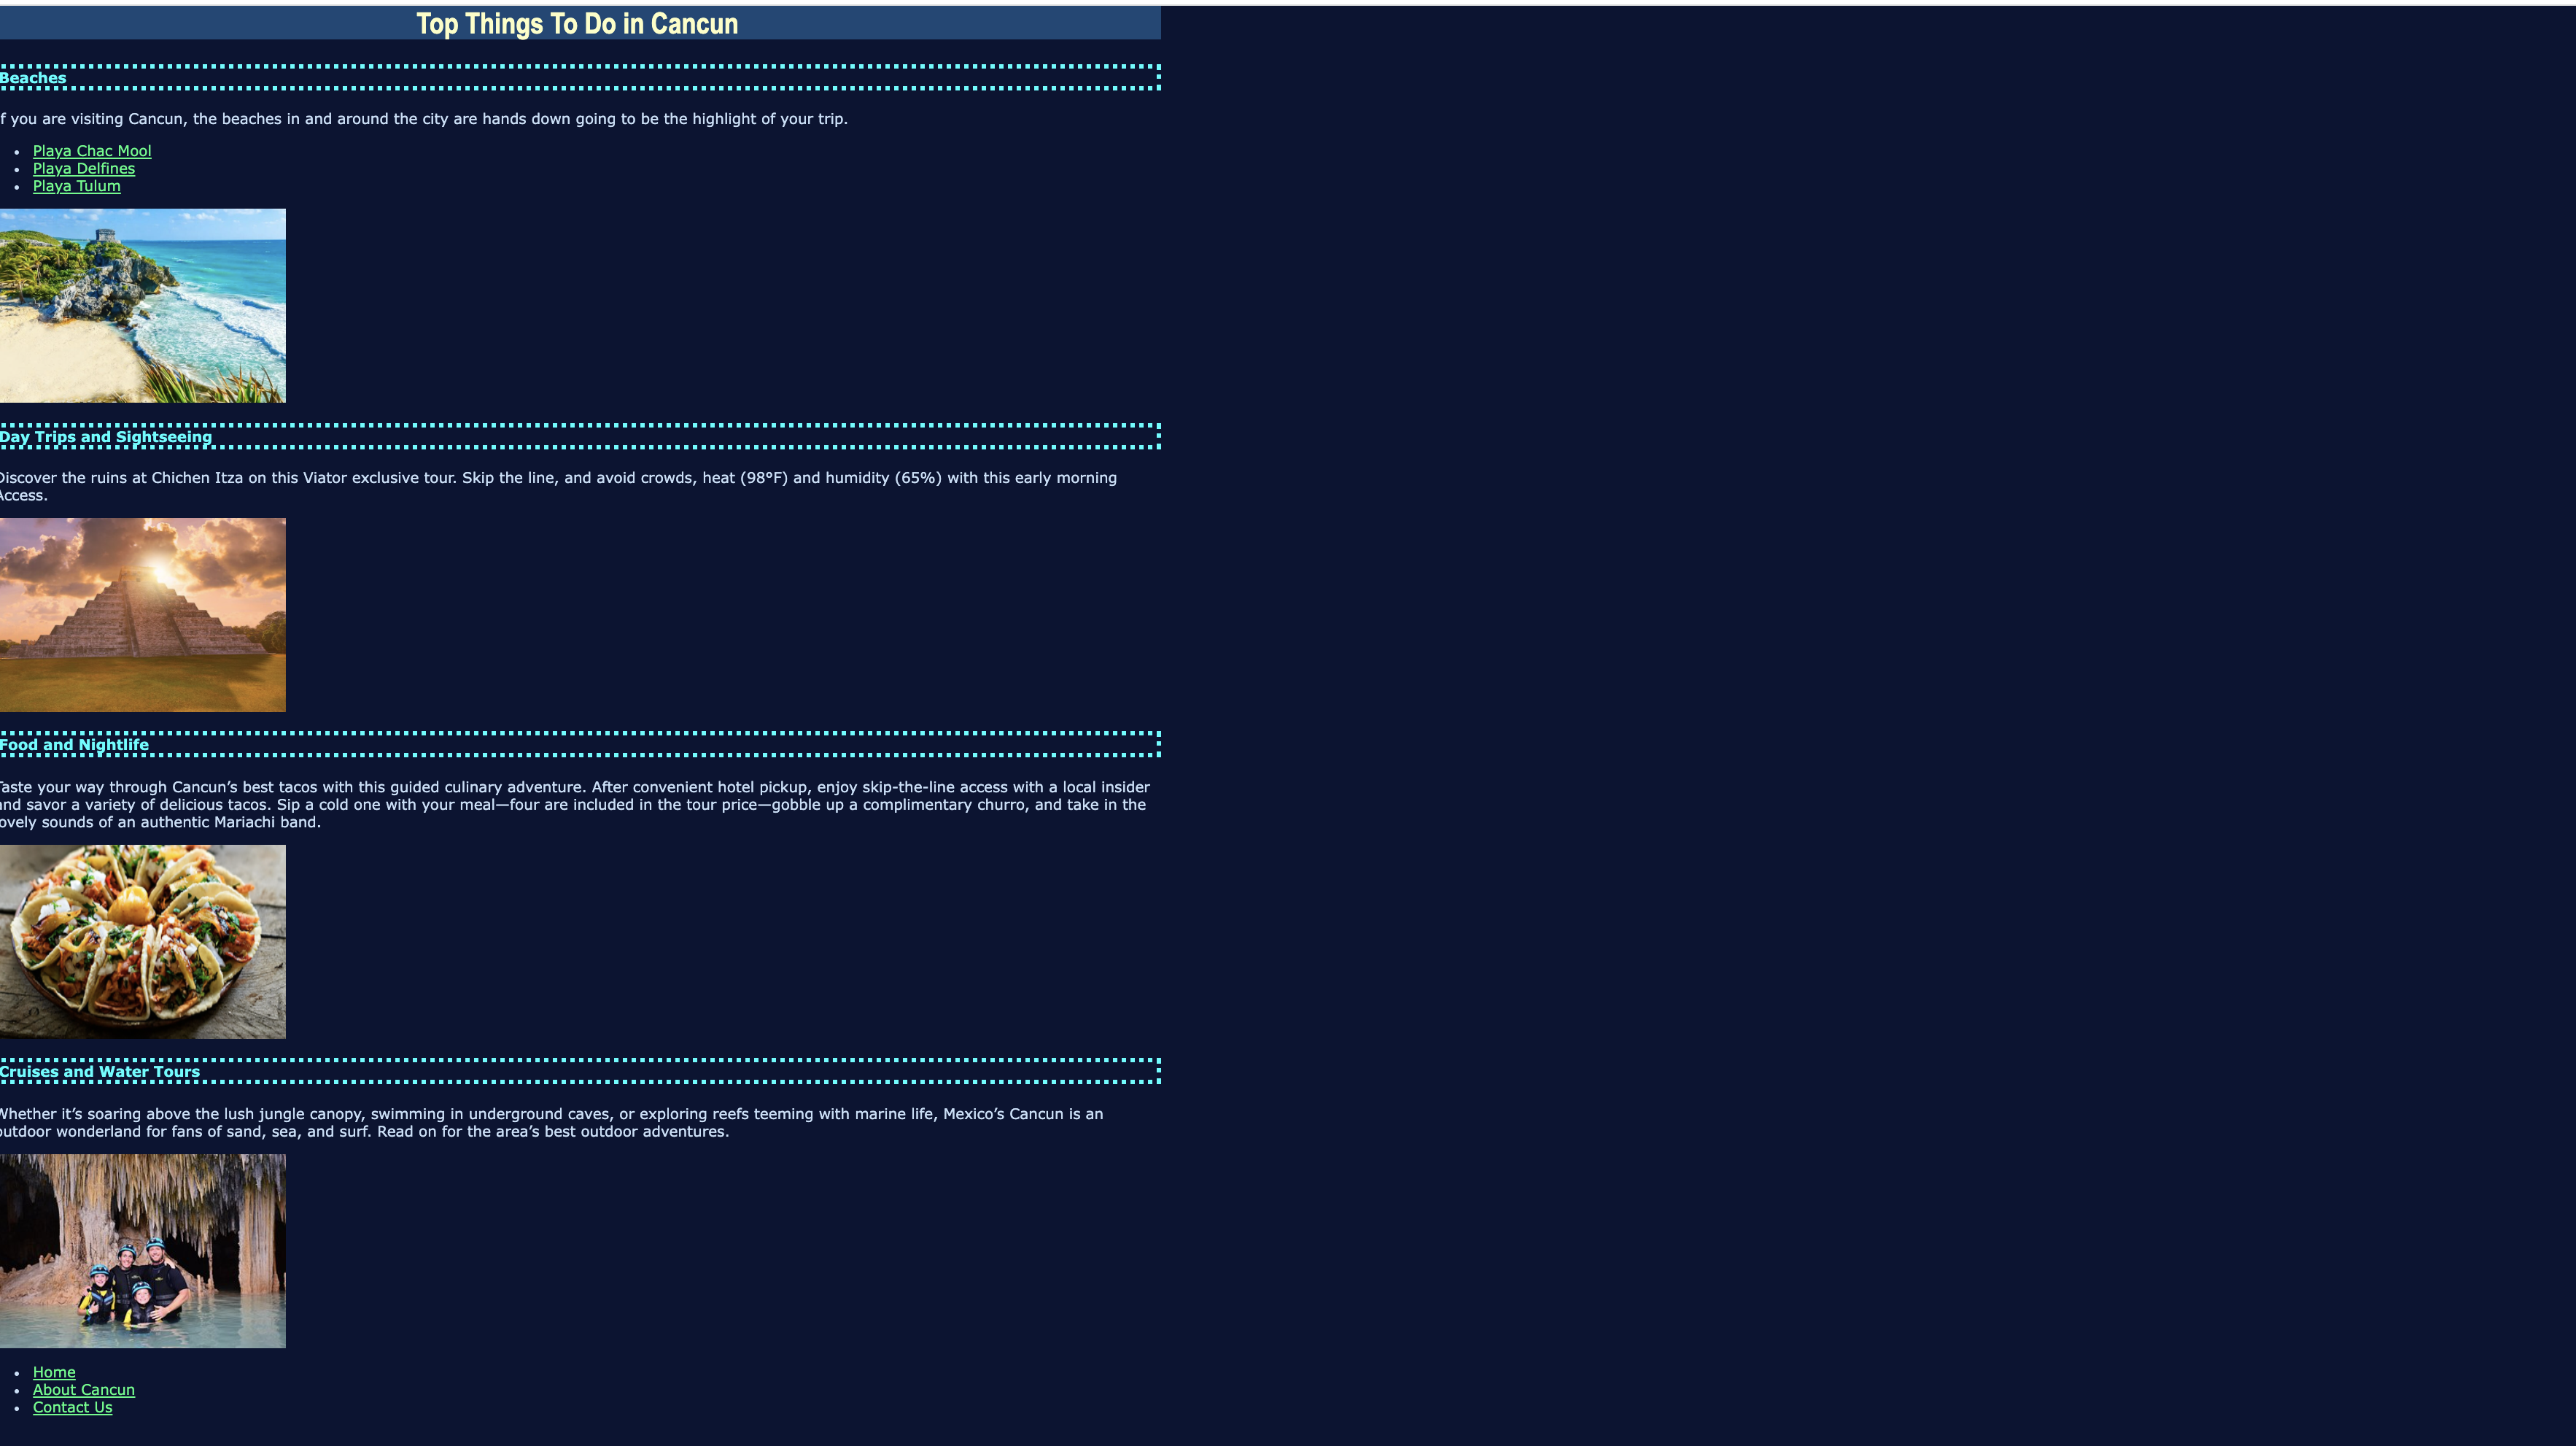 Top Things To Do in Cancun
Beaches
f you are visiting Cancun, the beaches in and around the city are hands down going to be the highlight of your trip.
Playa Chac Mool
Playa Delfines
Playa Tulum
Day Trips and Sightseeing
Discover the ruins at Chichen Itza on this Viator exclusive tour. Skip the line, and avoid crowds, heat (98°F) and humidity (65%) with this early morning
Access.
Food and Nightlife
Taste your way through Cancun’s best tacos with this guided culinary adventure. After convenient hotel pickup, enjoy skip-the-line access with a local insider
and savor a variety of delicious tacos. Sip a cold one with your meal—four are included in the tour price—gobble up a complimentary churro, and take in the
ovely sounds of an authentic Mariachi band.
Cruises and Water Tours
Whether it’s soaring above the lush jungle canopy, swimming in underground caves, or exploring reefs teeming with marine life, Mexico’s Cancun is an
outdoor wonderland for fans of sand, sea, and surf. Read on for the area’s best outdoor adventures.
Home
About Cancun
Contact Us